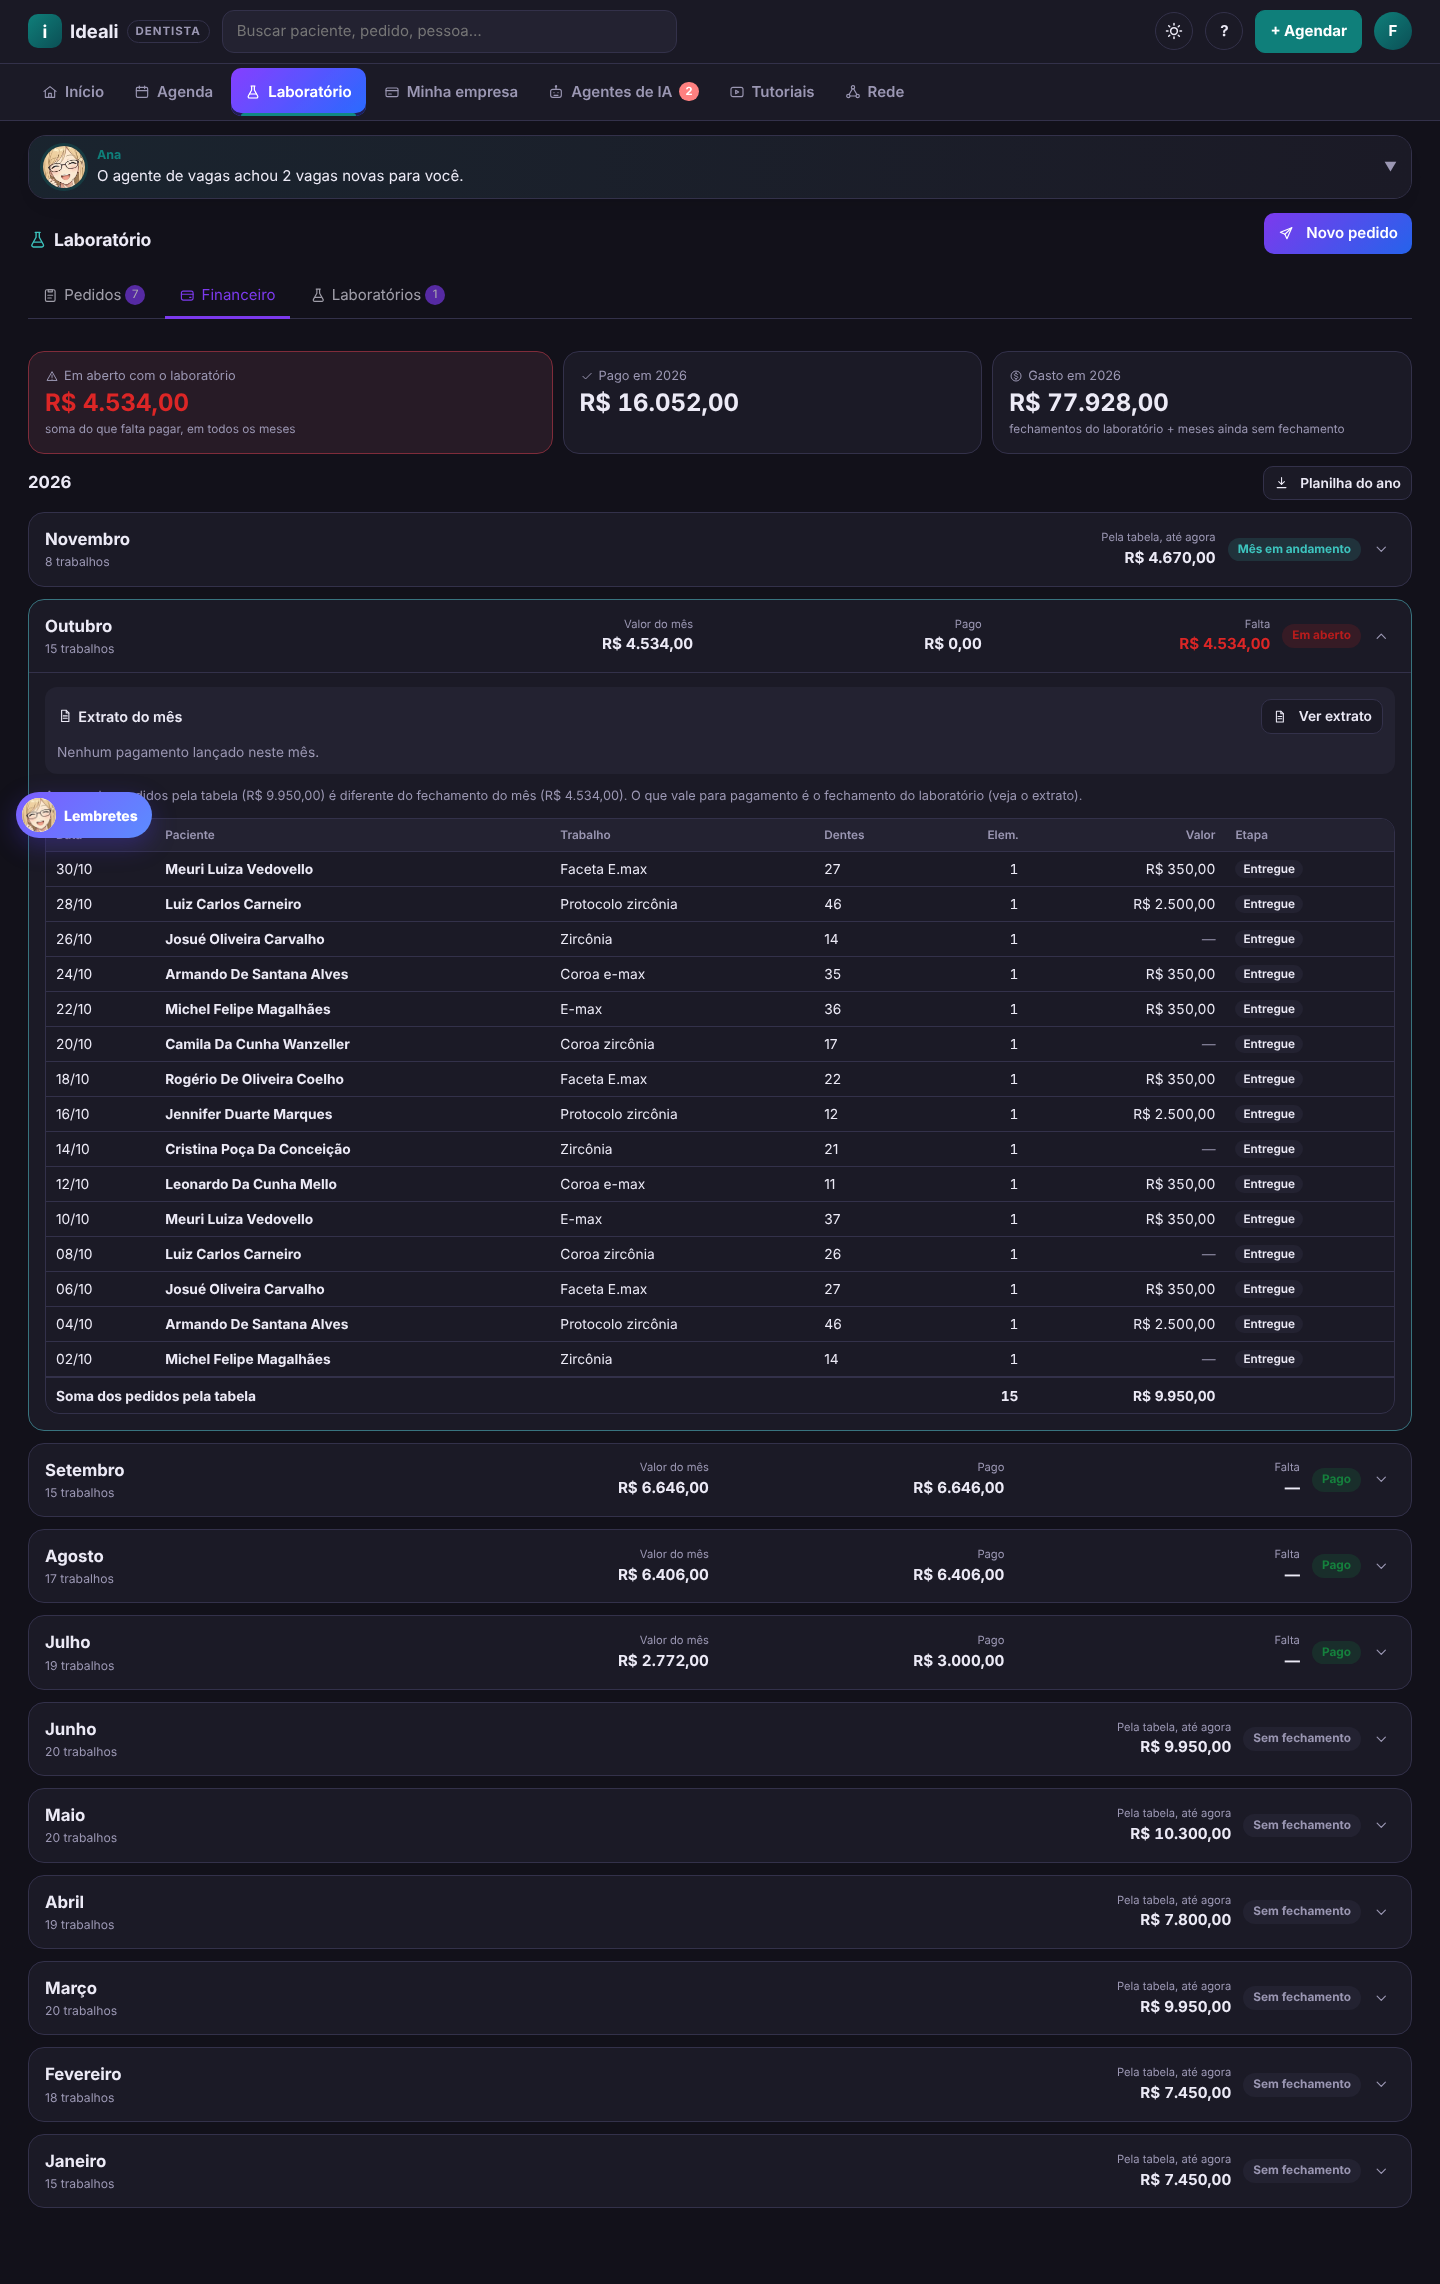 i Ideali DENTISTA Buscar paciente, pedido, pessoa... ? + Agendar F
Início Agenda Laboratório Minha empresa Agentes de IA 2 Tutoriais Rede
Ana
O agente de vagas achou 2 vagas novas para você.
Laboratório
Novo pedido
Pedidos 7 Financeiro Laboratórios 1
Em aberto com o laboratório
R$ 4.534,00
soma do que falta pagar, em todos os meses
Pago em 2026
R$ 16.052,00
Gasto em 2026
R$ 77.928,00
fechamentos do laboratório + meses ainda sem fechamento
2026
Planilha do ano
Novembro
8 trabalhos
Pela tabela, até agora
R$ 4.670,00
Mês em andamento
Outubro
15 trabalhos
Valor do mês
R$ 4.534,00
Pago
R$ 0,00
Falta
R$ 4.534,00
Em aberto
Extrato do mês
Ver extrato
Nenhum pagamento lançado neste mês.
pela tabela (R$ 9.950,00) é diferente do fechamento do mês (R$ 4.534,00). O que vale para pagamento é o fechamento do laboratório (veja o extrato).
Lembretes
Paciente Trabalho Dentes Elem. Valor Etapa
30/10 Meuri Luiza Vedovello Faceta E.max 27 1 R$ 350,00 Entregue
28/10 Luiz Carlos Carneiro Protocolo zircônia 46 1 R$ 2.500,00 Entregue
26/10 Josué Oliveira Carvalho Zircônia 14 1 — Entregue
24/10 Armando De Santana Alves Coroa e-max 35 1 R$ 350,00 Entregue
22/10 Michel Felipe Magalhães E-max 36 1 R$ 350,00 Entregue
20/10 Camila Da Cunha Wanzeller Coroa zircônia 17 1 — Entregue
18/10 Rogério De Oliveira Coelho Faceta E.max 22 1 R$ 350,00 Entregue
16/10 Jennifer Duarte Marques Protocolo zircônia 12 1 R$ 2.500,00 Entregue
14/10 Cristina Poça Da Conceição Zircônia 21 1 — Entregue
12/10 Leonardo Da Cunha Mello Coroa e-max 11 1 R$ 350,00 Entregue
10/10 Meuri Luiza Vedovello E-max 37 1 R$ 350,00 Entregue
08/10 Luiz Carlos Carneiro Coroa zircônia 26 1 — Entregue
06/10 Josué Oliveira Carvalho Faceta E.max 27 1 R$ 350,00 Entregue
04/10 Armando De Santana Alves Protocolo zircônia 46 1 R$ 2.500,00 Entregue
02/10 Michel Felipe Magalhães Zircônia 14 1 — Entregue
Soma dos pedidos pela tabela 15 R$ 9.950,00
Setembro
15 trabalhos
Valor do mês
R$ 6.646,00
Pago
R$ 6.646,00
Falta
—
Pago
Agosto
17 trabalhos
Valor do mês
R$ 6.406,00
Pago
R$ 6.406,00
Falta
—
Pago
Julho
19 trabalhos
Valor do mês
R$ 2.772,00
Pago
R$ 3.000,00
Falta
—
Pago
Junho
20 trabalhos
Pela tabela, até agora
R$ 9.950,00
Sem fechamento
Maio
20 trabalhos
Pela tabela, até agora
R$ 10.300,00
Sem fechamento
Abril
19 trabalhos
Pela tabela, até agora
R$ 7.800,00
Sem fechamento
Março
20 trabalhos
Pela tabela, até agora
R$ 9.950,00
Sem fechamento
Fevereiro
18 trabalhos
Pela tabela, até agora
R$ 7.450,00
Sem fechamento
Janeiro
15 trabalhos
Pela tabela, até agora
R$ 7.450,00
Sem fechamento